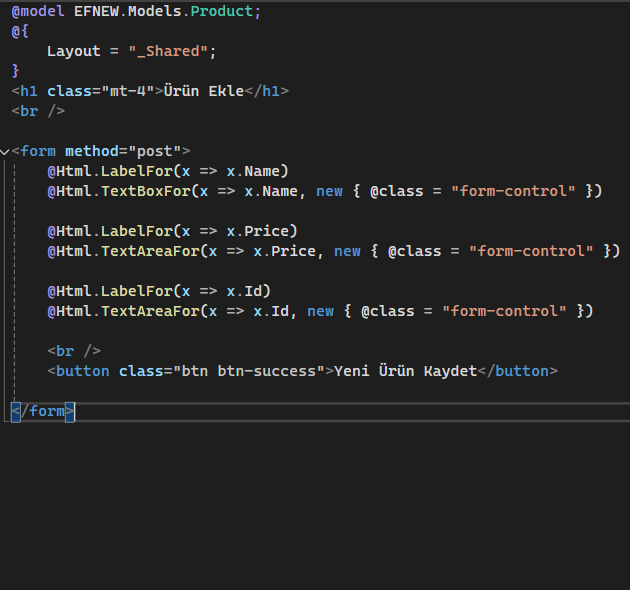 @model EFNEW.Models.Product;
@{
    Layout = "_Shared";
}
<h1 class="mt-4">Ürün Ekle</h1>
<br />
<form method="post">
    @Html.LabelFor(x => x.Name)
    @Html.TextBoxFor(x => x.Name, new { @class = "form-control" })
    @Html.LabelFor(x => x.Price)
    @Html.TextAreaFor(x => x.Price, new { @class = "form-control" })
    @Html.LabelFor(x => x.Id)
    @Html.TextAreaFor(x => x.Id, new { @class = "form-control" })
    <br />
    <button class="btn btn-success">Yeni Ürün Kaydet</button>
</form>